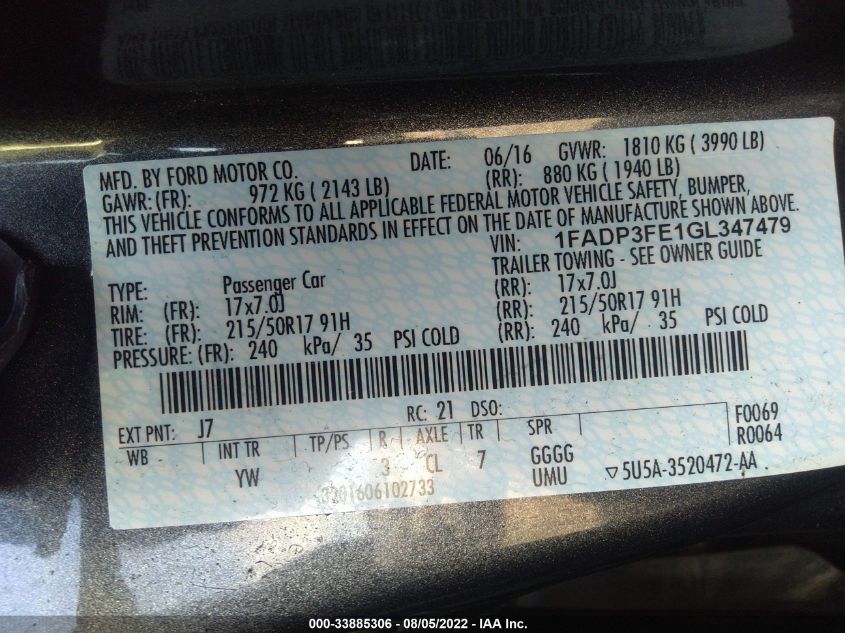 MFD. BY FORD MOTOR CO. DATE: 06/16 GVWR: 1810 KG ( 3990 LB)
GAWR: (FR): 972 KG ( 2143 LB) (RR): 880 KG ( 1940 LB)
THIS VEHICLE CONFORMS TO ALL APPLICABLE FEDERAL MOTOR VEHICLE SAFETY, BUMPER,
AND THEFT PREVENTION STANDARDS IN EFFECT ON THE DATE OF MANUFACTURE SHOWN ABOVE.
VIN: 1FADP3FE1GL347479
TRAILER TOWING - SEE OWNER GUIDE
TYPE: Passenger Car
RIM: (FR): 17x7.0J (RR): 17x7.0J
TIRE: (FR): 215/50R17 91H (RR): 215/50R17 91H
PRESSURE: (FR): 240 kPa/ 35 PSI COLD (RR): 240 kPa/ 35 PSI COLD
EXT PNT: J7 RC: 21 DSO: F0069
WB INT TR TP/PS R AXLE TR SPR R0064
YW 3 CL 7 GGGG
UMU ▽5U5A-3520472-AA
3201606102733
000-33885306 - 08/05/2022 - IAA Inc.